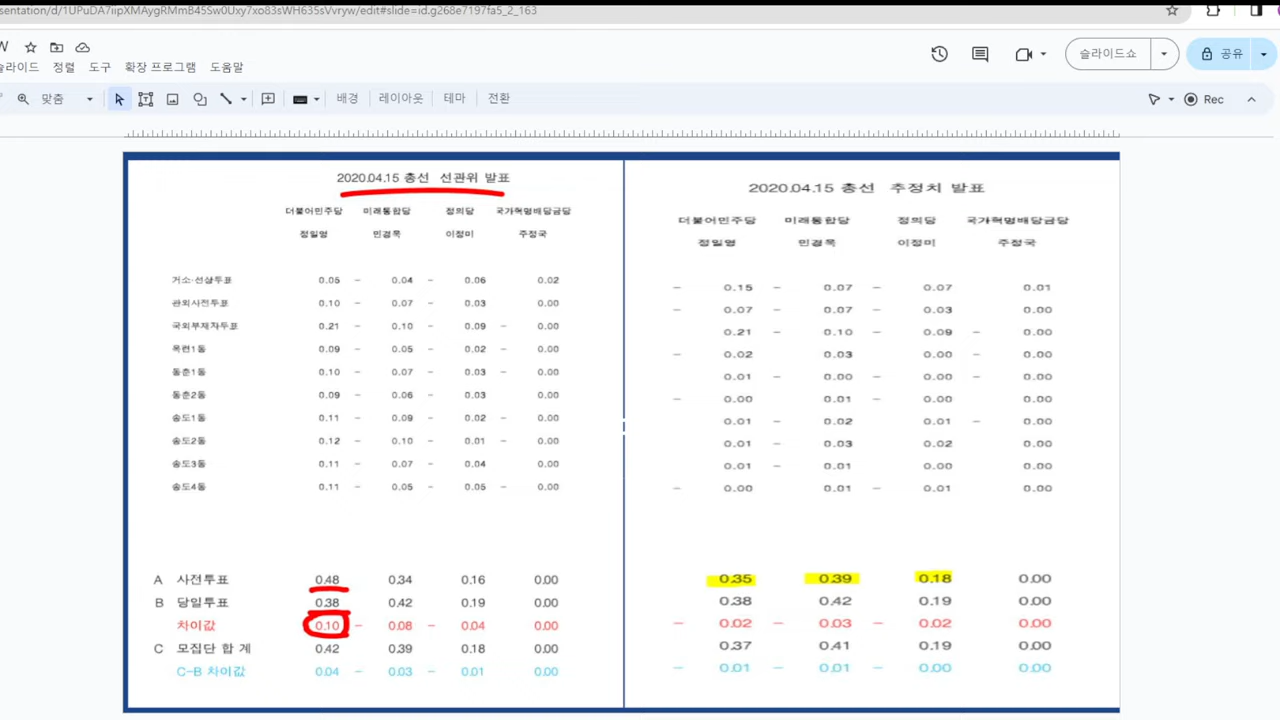 sentation/d/1UPuDA7iipXMAygRMmB45Sw0Uxy7xo83sWH635sVvryw/edit#slide=id.g268e7197fa5_2_163
슬라이드 정렬 도구 확장 프로그램 도움말
슬라이드쇼 공유
맞춤 배경 레이아웃 테마 전환 Rec
2020.04.15 총선 선관위 발표
더불어민주당 미래통합당 정의당 국가혁명배당금당
정일영 민경욱 이정미 주정국
거소·선상투표 0.05 - 0.04 - 0.06 0.02
관외사전투표 0.10 - 0.07 - 0.03 0.00
국외부재자투표 0.21 - 0.10 - 0.09 - 0.00
옥련1동 0.09 - 0.05 - 0.02 - 0.00
동춘1동 0.10 - 0.07 - 0.03 - 0.00
동춘2동 0.09 - 0.06 - 0.03 0.00
송도1동 0.11 - 0.09 - 0.02 - 0.00
송도2동 0.12 - 0.10 - 0.01 - 0.00
송도3동 0.11 - 0.07 - 0.04 0.00
송도4동 0.11 - 0.05 - 0.05 - 0.00
A 사전투표 0.48 0.34 0.16 0.00
B 당일투표 0.38 0.42 0.19 0.00
차이값 0.10 - 0.08 - 0.04 0.00
C 모집단 합 계 0.42 0.39 0.18 0.00
C-B 차이값 0.04 - 0.03 - 0.01 0.00
2020.04.15 총선 추정치 발표
더불어민주당 미래통합당 정의당 국가혁명배당금당
정일영 민경욱 이정미 주정국
- 0.15 - 0.07 - 0.07 0.01
- 0.07 - 0.07 - 0.03 0.00
0.21 - 0.10 - 0.09 - 0.00
- 0.02 0.03 0.00 - 0.00
0.01 - 0.00 - 0.00 - 0.00
- 0.00 0.01 - 0.00 0.00
0.01 - 0.02 0.01 - 0.00
0.01 - 0.03 0.02 0.00
0.01 - 0.01 0.00 0.00
- 0.00 0.01 - 0.01 0.00
0.35 0.39 0.18 0.00
0.38 0.42 0.19 0.00
- 0.02 - 0.03 - 0.02 0.00
0.37 0.41 0.19 0.00
- 0.01 - 0.01 - 0.00 0.00